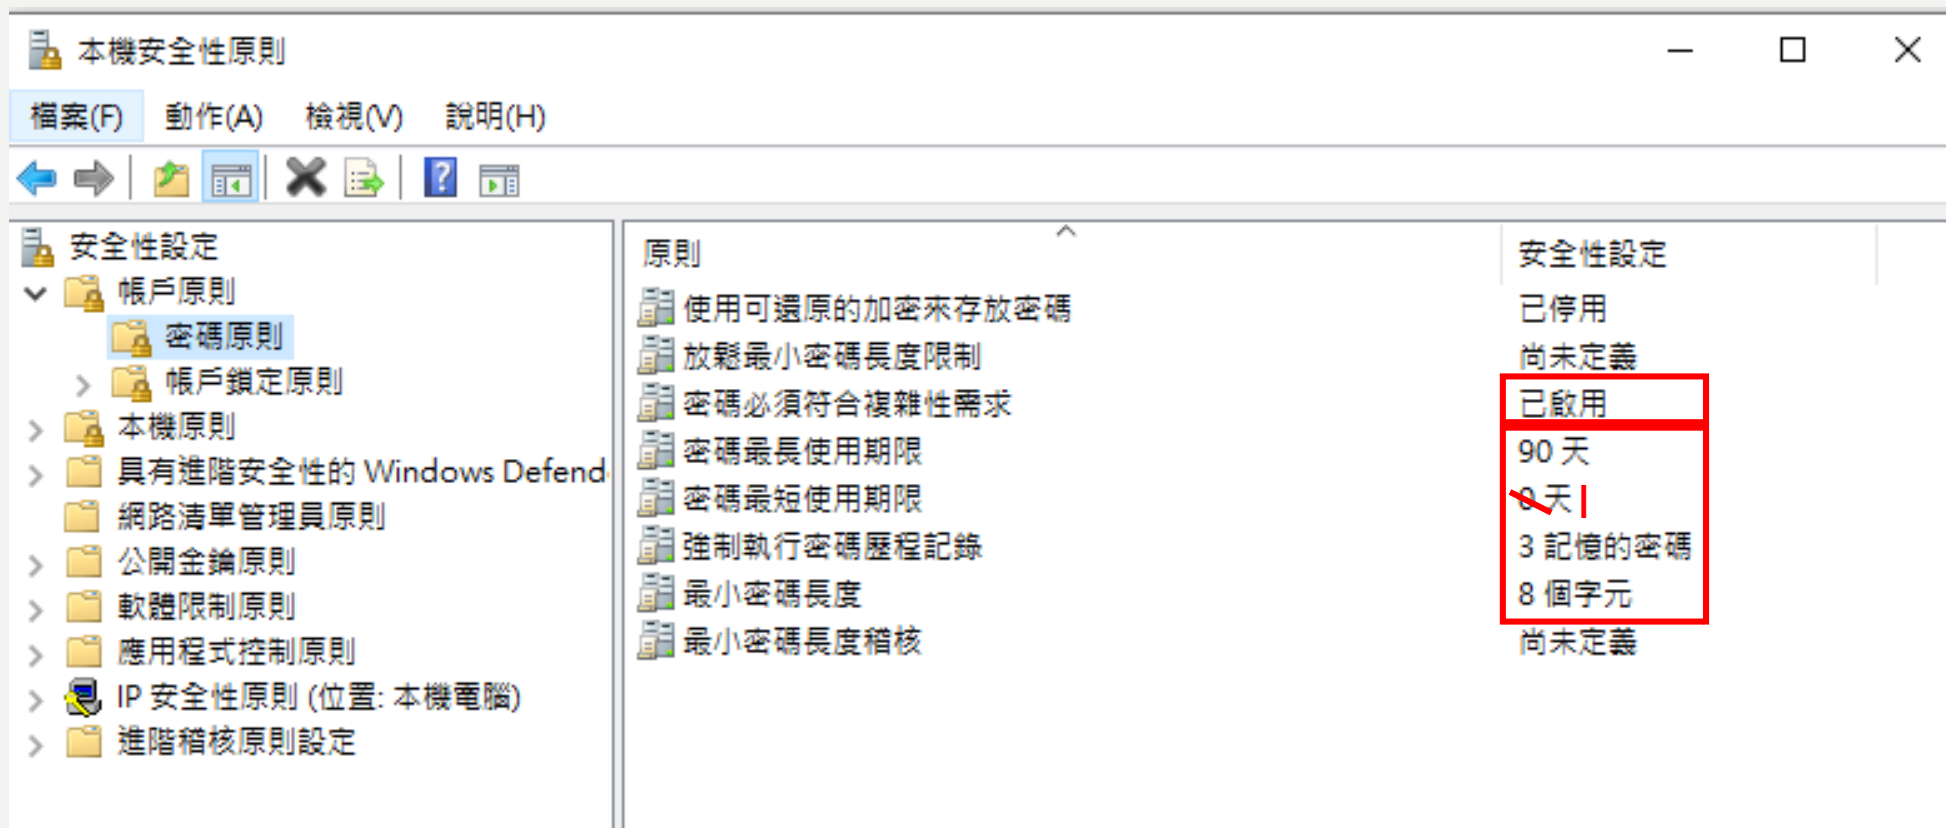 本機安全性原則
檔案(F) 動作(A) 檢視(V) 說明(H)
安全性設定
帳戶原則
密碼原則
帳戶鎖定原則
本機原則
具有進階安全性的 Windows Defend
網路清單管理員原則
公開金鑰原則
軟體限制原則
應用程式控制原則
IP 安全性原則 (位置: 本機電腦)
進階稽核原則設定
原則 安全性設定
使用可還原的加密來存放密碼 已停用
放鬆最小密碼長度限制 尚未定義
密碼必須符合複雜性需求 已啟用
密碼最長使用期限 90 天
密碼最短使用期限 0 天 1
強制執行密碼歷程記錄 3 記憶的密碼
最小密碼長度 8 個字元
最小密碼長度稽核 尚未定義